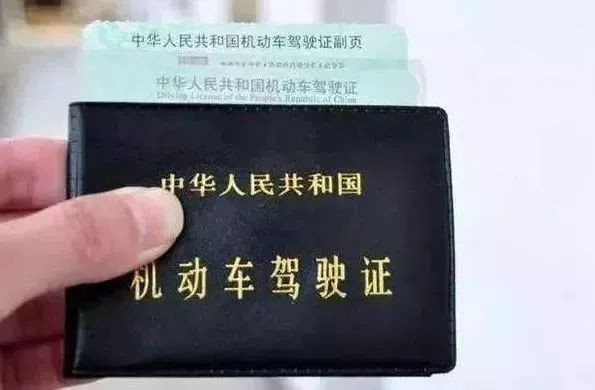 中华人民共和国机动车驾驶证副页
中华人民共和国机动车驾驶证
Driving License of the People's Republic of China
中华人民共和国
机动车驾驶证